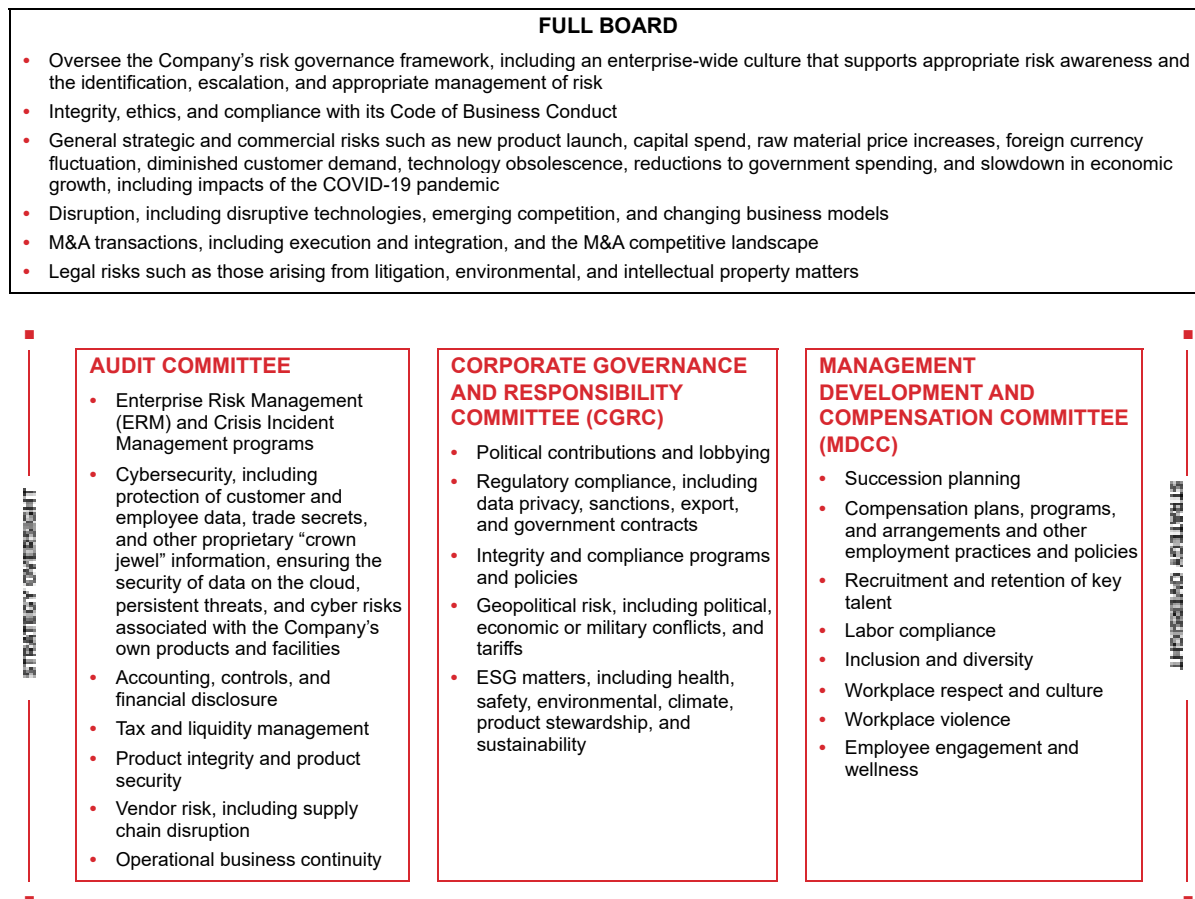 FULL BOARD
• Oversee the Company's risk governance framework, including an enterprise-wide culture that supports appropriate risk awareness and
the identification, escalation, and appropriate management of risk
• Integrity, ethics, and compliance with its Code of Business Conduct
• General strategic and commercial risks such as new product launch, capital spend, raw material price increases, foreign currency
fluctuation, diminished customer demand, technology obsolescence, reductions to government spending, and slowdown in economic
growth, including impacts of the COVID-19 pandemic
• Disruption, including disruptive technologies, emerging competition, and changing business models
• M&A transactions, including execution and integration, and the M&A competitive landscape
• Legal risks such as those arising from litigation, environmental, and intellectual property matters
STRATEGY OVERSIGHT
AUDIT COMMITTEE
• Enterprise Risk Management
(ERM) and Crisis Incident
Management programs
• Cybersecurity, including
protection of customer and
employee data, trade secrets,
and other proprietary “crown
jewel” information, ensuring the
security of data on the cloud,
persistent threats, and cyber risks
associated with the Company's
own products and facilities
• Accounting, controls, and
financial disclosure
• Tax and liquidity management
• Product integrity and product
security
• Vendor risk, including supply
chain disruption
• Operational business continuity
CORPORATE GOVERNANCE
AND RESPONSIBILITY
COMMITTEE (CGRC)
• Political contributions and lobbying
• Regulatory compliance, including
data privacy, sanctions, export,
and government contracts
• Integrity and compliance programs
and policies
• Geopolitical risk, including political,
economic or military conflicts, and
tariffs
• ESG matters, including health,
safety, environmental, climate,
product stewardship, and
sustainability
MANAGEMENT
DEVELOPMENT AND
COMPENSATION COMMITTEE
(MDCC)
• Succession planning
• Compensation plans, programs,
and arrangements and other
employment practices and policies
• Recruitment and retention of key
talent
• Labor compliance
• Inclusion and diversity
• Workplace respect and culture
• Workplace violence
• Employee engagement and
wellness
STRATEGY OVERSIGHT